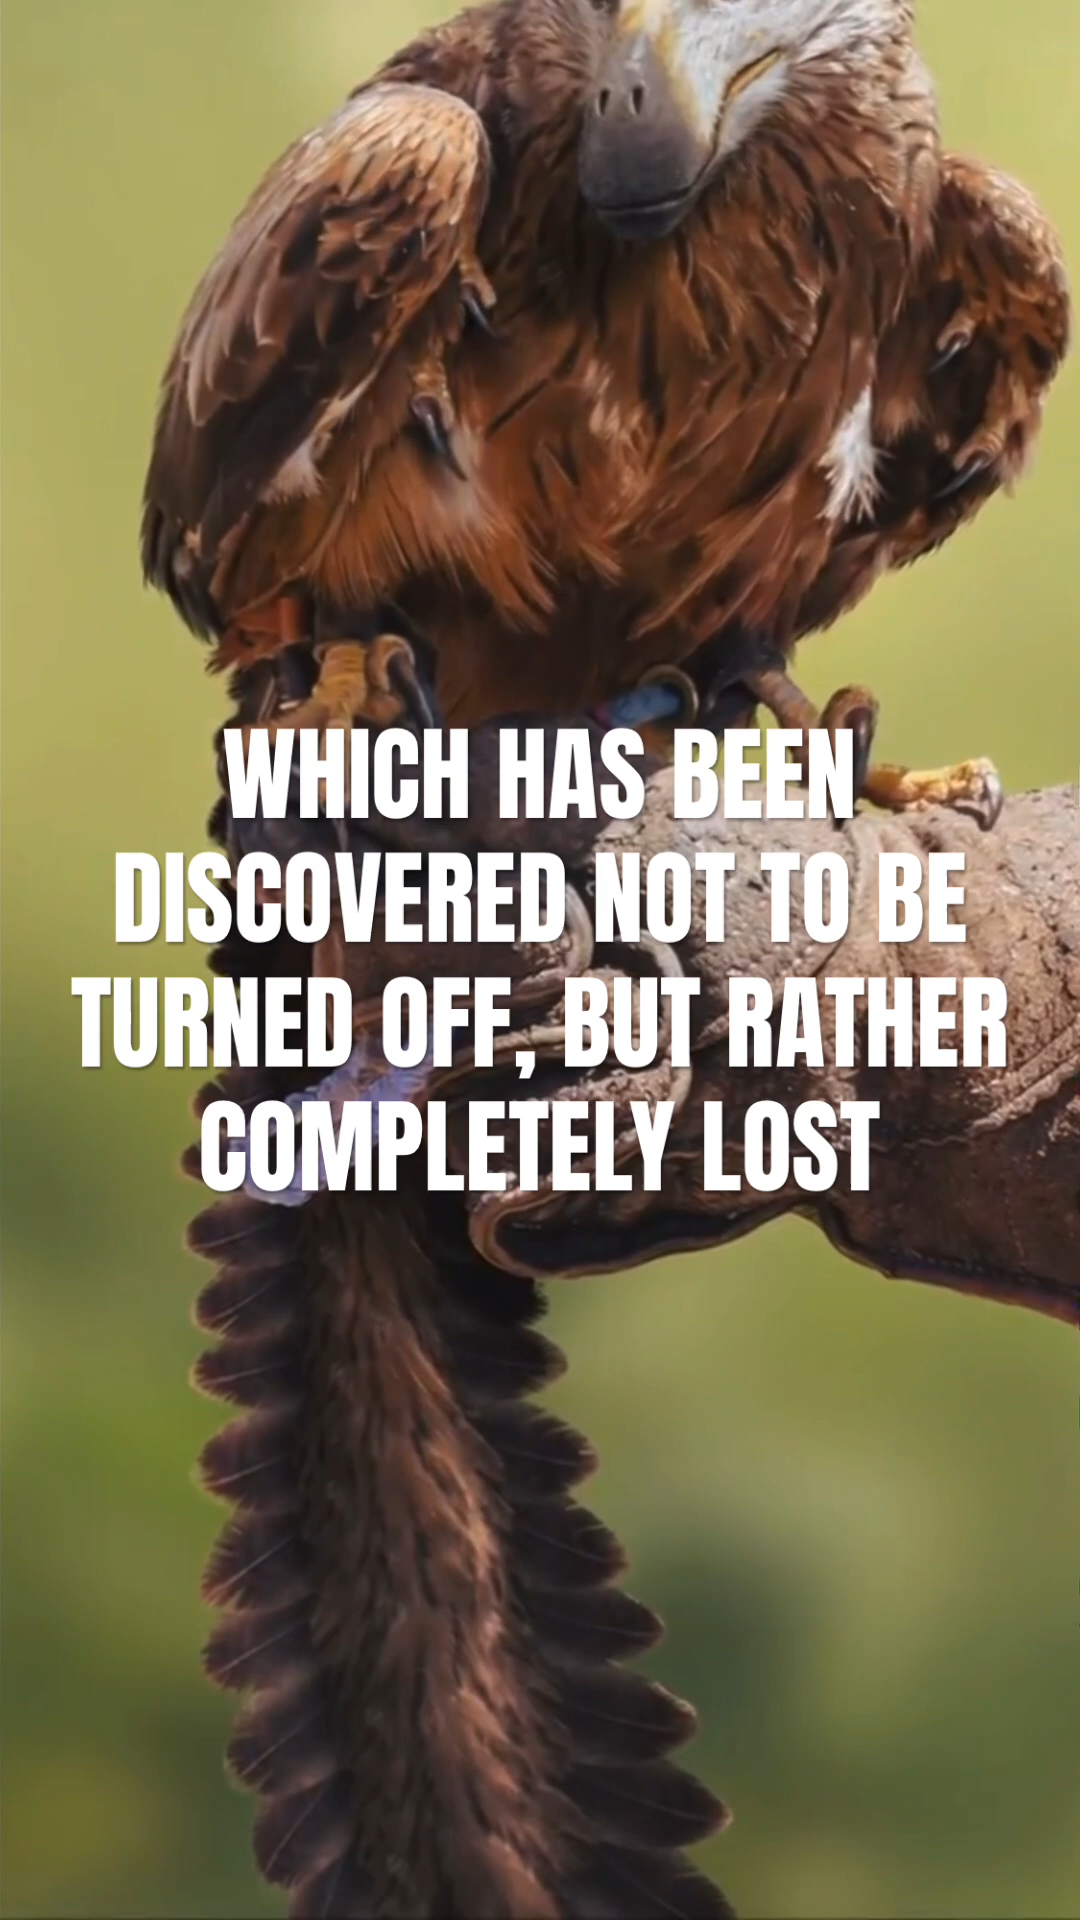 WHICH HAS BEEN
DISCOVERED NOT TO BE
TURNED OFF, BUT RATHER
COMPLETELY LOST